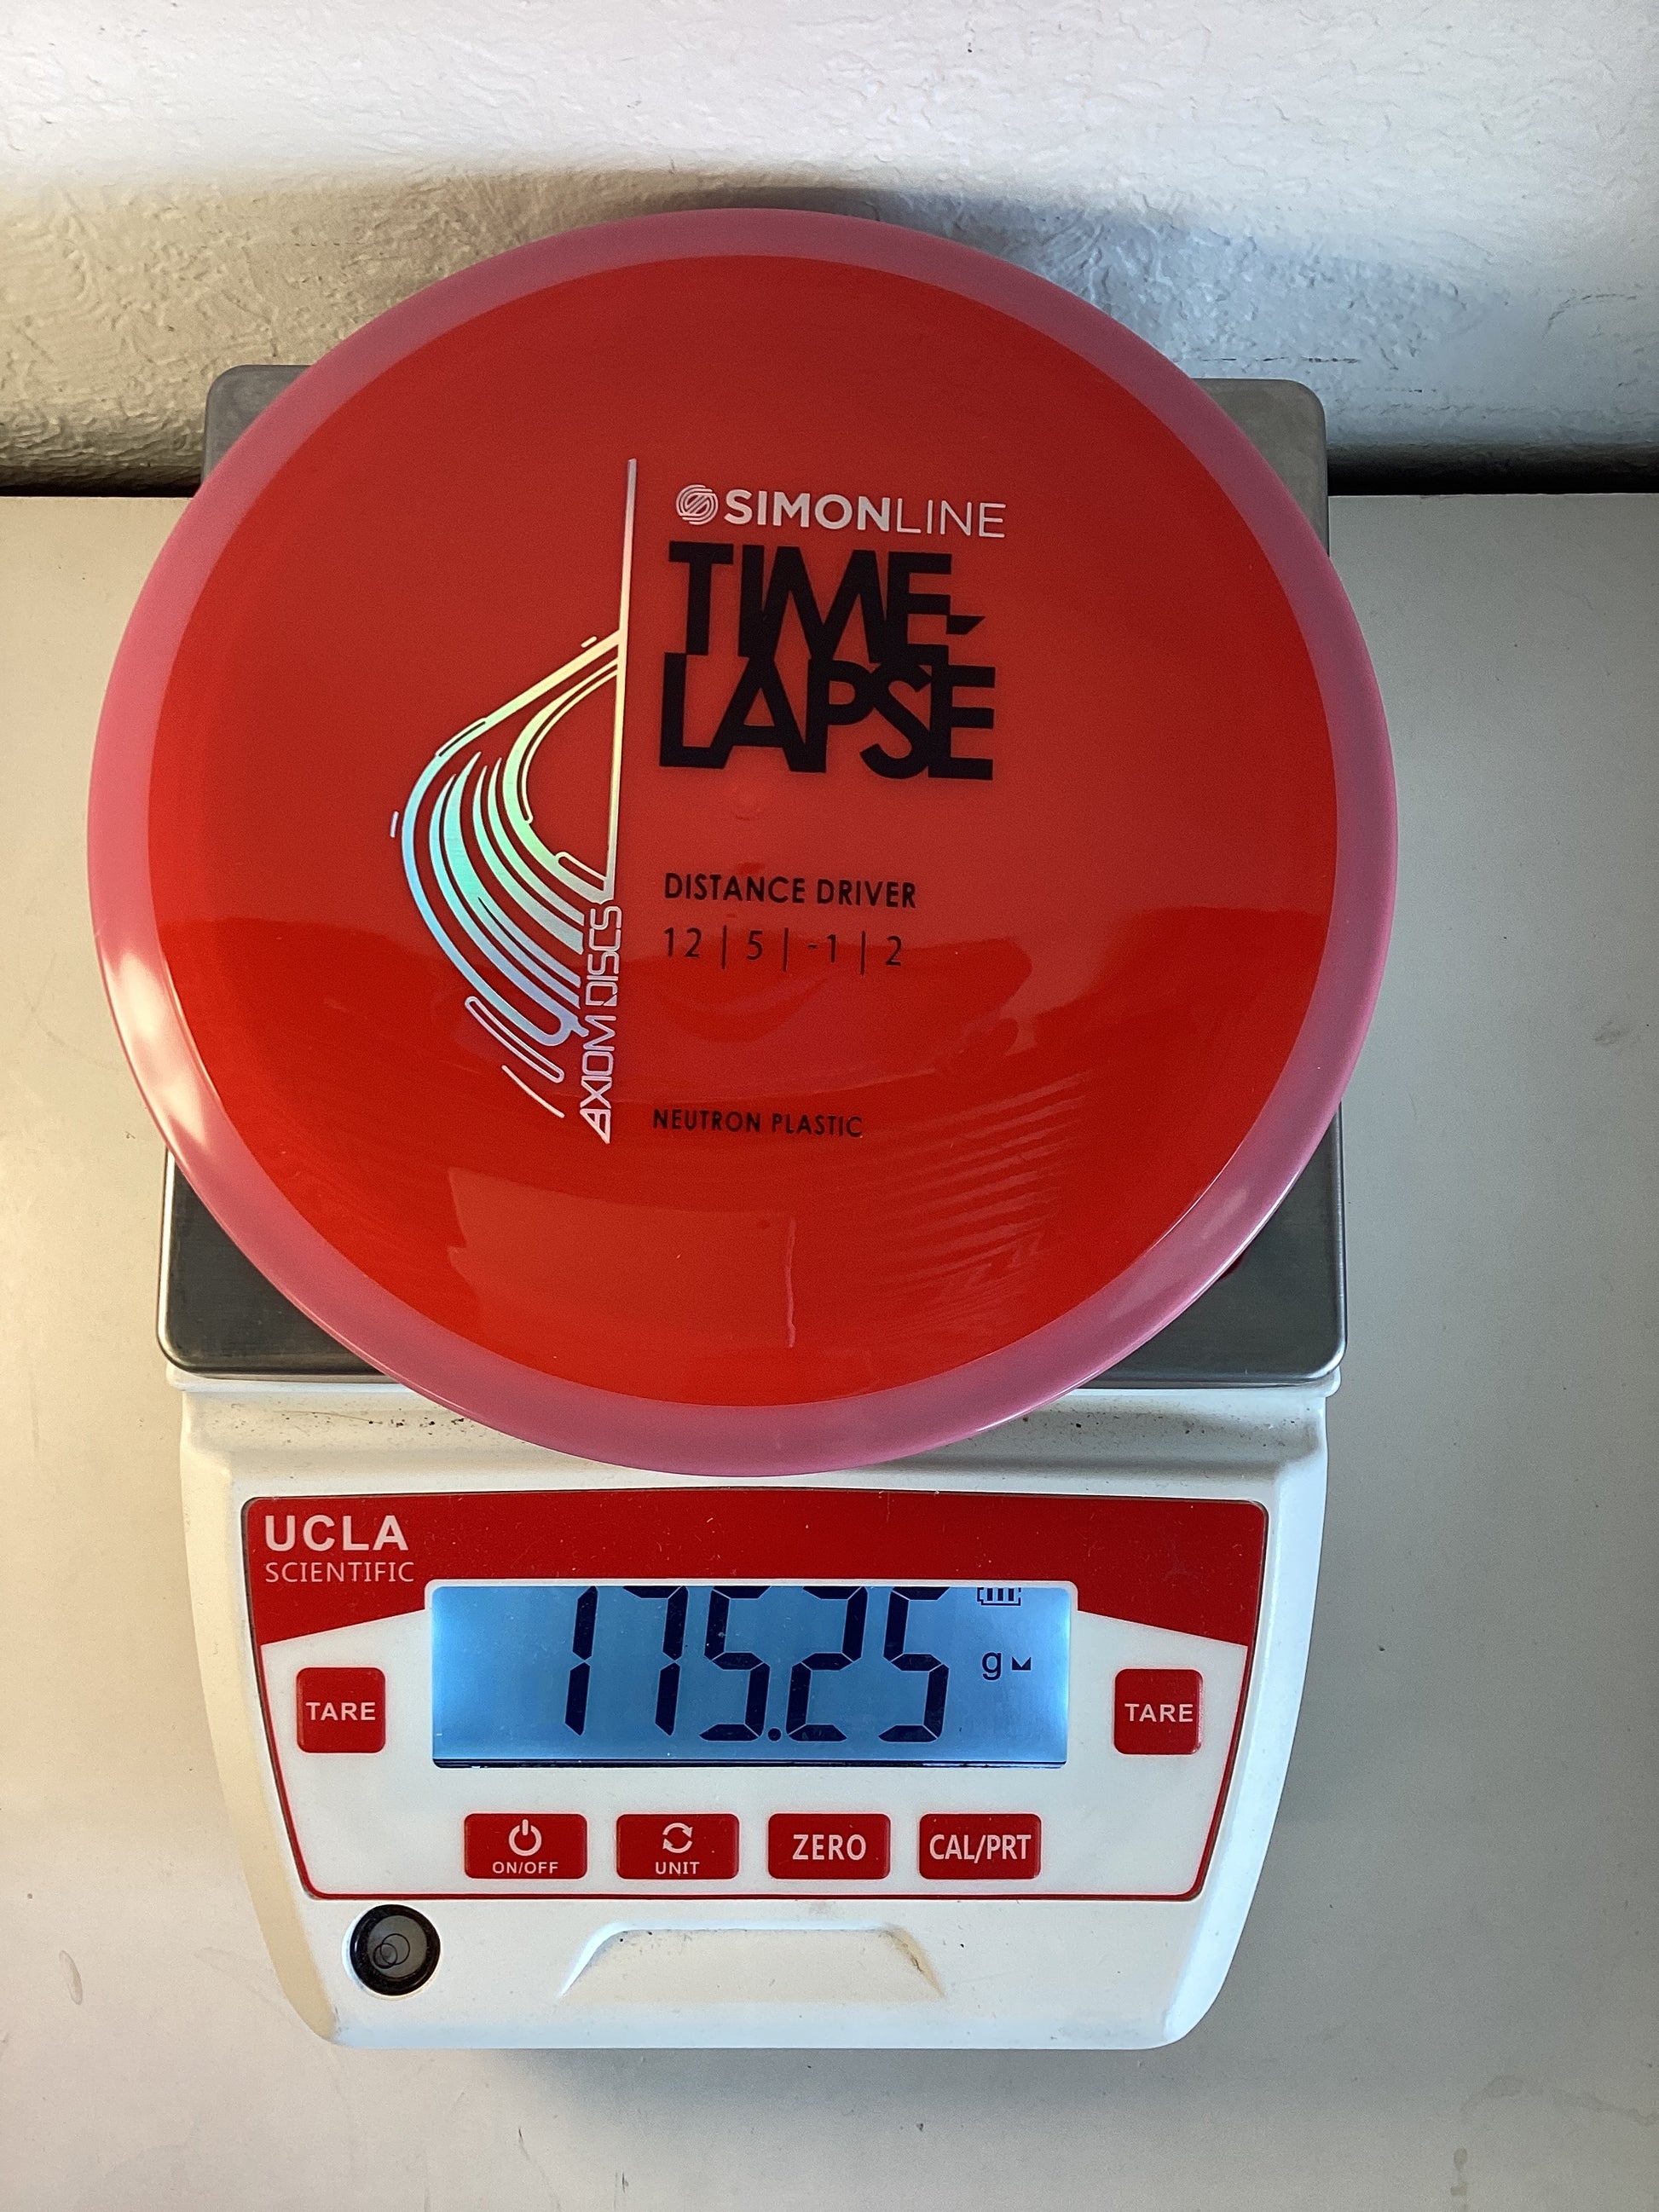 SIMONLINE
TIME-
LAPSE
DISTANCE DRIVER
12 | 5 | -1 | 2
AXIOM DISCS
NEUTRON PLASTIC
UCLA
SCIENTIFIC
175.25
g
TARE
TARE
ON/OFF
UNIT
ZERO
CAL/PRT